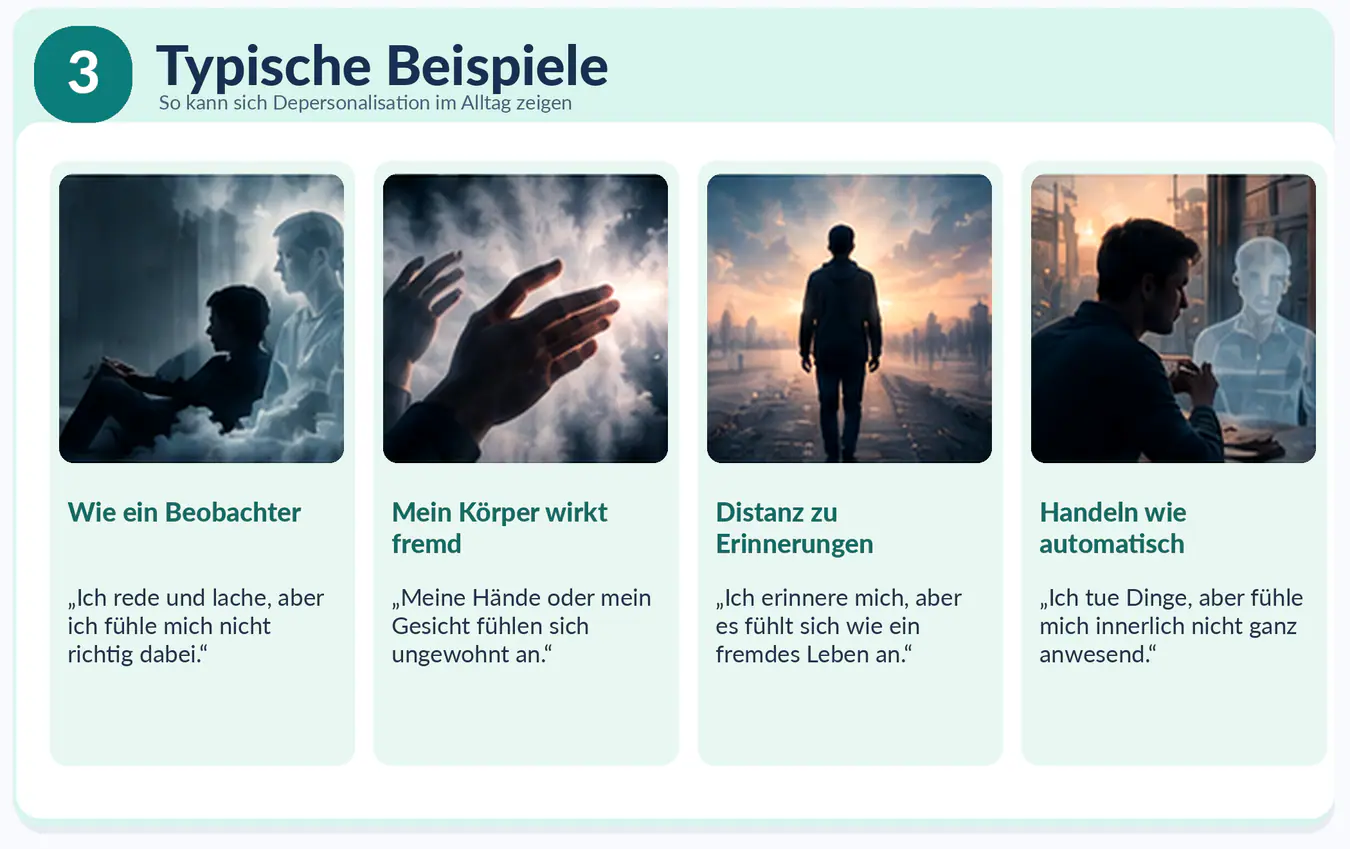 3
Typische Beispiele
So kann sich Depersonalisation im Alltag zeigen
Wie ein Beobachter
„Ich rede und lache, aber
ich fühle mich nicht
richtig dabei.“
Mein Körper wirkt
fremd
„Meine Hände oder mein
Gesicht fühlen sich
ungewohnt an.“
Distanz zu
Erinnerungen
„Ich erinnere mich, aber
es fühlt sich wie ein
fremdes Leben an.“
Handeln wie
automatisch
„Ich tue Dinge, aber fühle
mich innerlich nicht ganz
anwesend.“